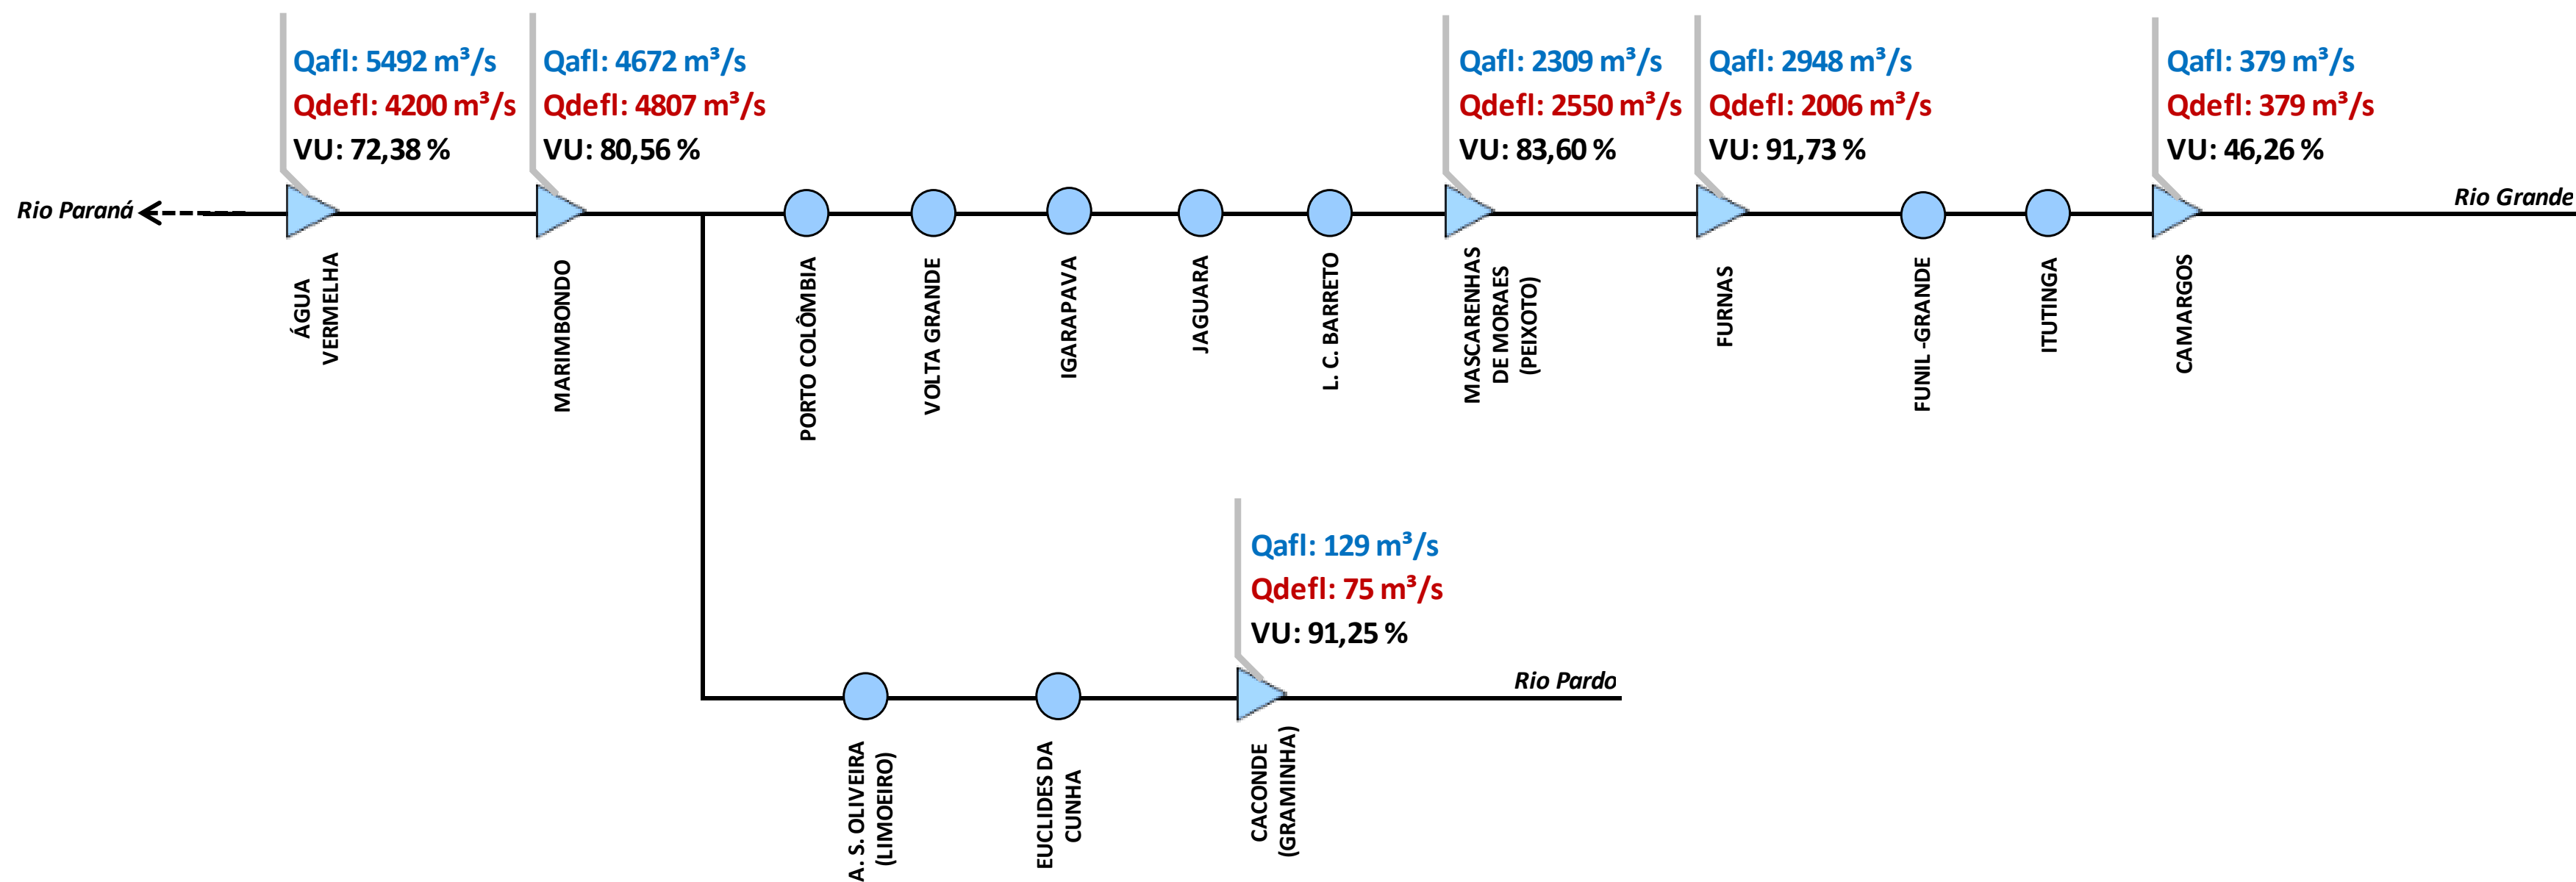 Qafl: 5492 m³/s
Qdefl: 4200 m³/s
VU: 72,38 %
Qafl: 4672 m³/s
Qdefl: 4807 m³/s
VU: 80,56 %
Qafl: 2309 m³/s
Qdefl: 2550 m³/s
VU: 83,60 %
Qafl: 2948 m³/s
Qdefl: 2006 m³/s
VU: 91,73 %
Qafl: 379 m³/s
Qdefl: 379 m³/s
VU: 46,26 %
Rio Paraná
Rio Grande
ÁGUA
VERMELHA
MARIMBONDO
PORTO COLÔMBIA
VOLTA GRANDE
IGARAPAVA
JAGUARA
L. C. BARRETO
MASCARENHAS
DE MORAES
(PEIXOTO)
FURNAS
FUNIL -GRANDE
ITUTINGA
CAMARGOS
Qafl: 129 m³/s
Qdefl: 75 m³/s
VU: 91,25 %
Rio Pardo
A. S. OLIVEIRA
(LIMOEIRO)
EUCLIDES DA
CUNHA
CACONDE
(GRAMINHA)